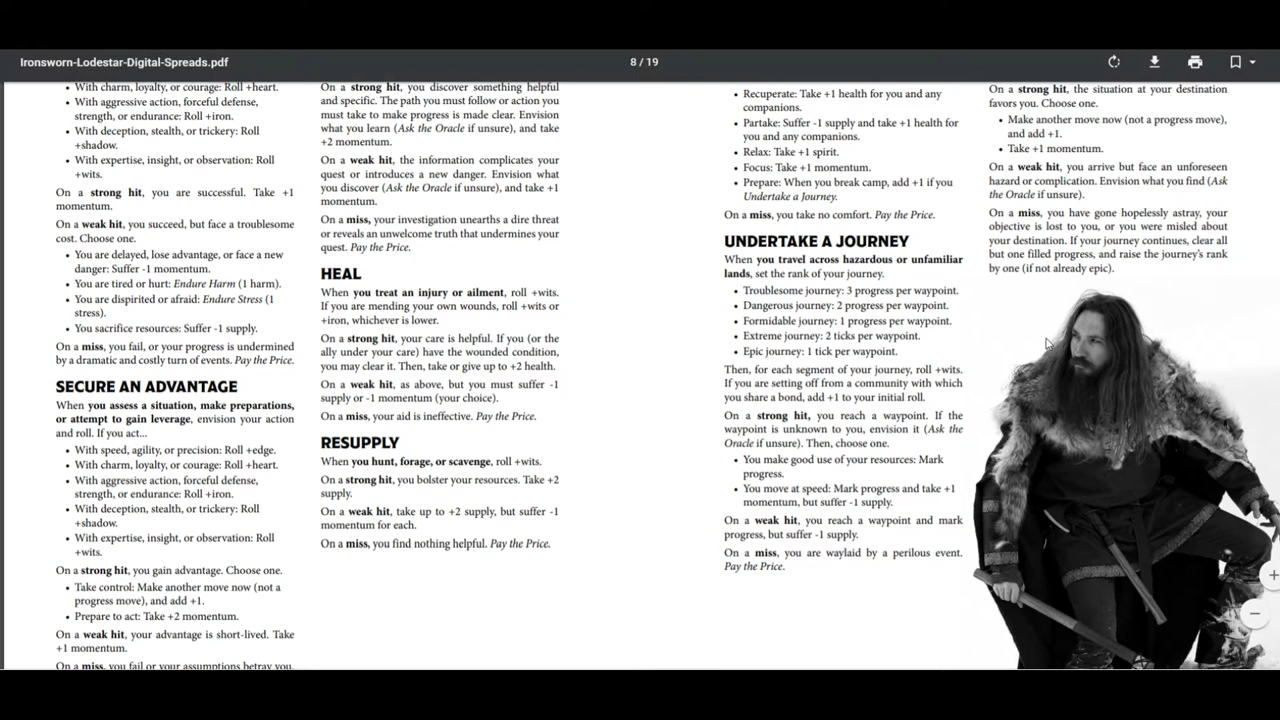 Ironsworn-Lodestar-Digital-Spreads.pdf
8 / 19
• With charm, loyalty, or courage: Roll +heart.
• With aggressive action, forceful defense,
strength, or endurance: Roll +iron.
• With deception, stealth, or trickery: Roll
+shadow.
• With expertise, insight, or observation: Roll
+wits.
On a strong hit, you are successful. Take +1
momentum.
On a weak hit, you succeed, but face a troublesome
cost. Choose one.
• You are delayed, lose advantage, or face a new
danger: Suffer -1 momentum.
• You are tired or hurt: Endure Harm (1 harm).
• You are dispirited or afraid: Endure Stress (1
stress).
• You sacrifice resources: Suffer -1 supply.
On a miss, you fail, or your progress is undermined
by a dramatic and costly turn of events. Pay the Price.
SECURE AN ADVANTAGE
When you assess a situation, make preparations,
or attempt to gain leverage, envision your action
and roll. If you act...
• With speed, agility, or precision: Roll +edge.
• With charm, loyalty, or courage: Roll +heart.
• With aggressive action, forceful defense,
strength, or endurance: Roll +iron.
• With deception, stealth, or trickery: Roll
+shadow.
• With expertise, insight, or observation: Roll
+wits.
On a strong hit, you gain advantage. Choose one.
• Take control: Make another move now (not a
progress move), and add +1.
• Prepare to act: Take +2 momentum.
On a weak hit, your advantage is short-lived. Take
+1 momentum.
On a miss, you fail or your assumptions betray you.
On a strong hit, you discover something helpful
and specific. The path you must follow or action you
must take to make progress is made clear. Envision
what you learn (Ask the Oracle if unsure), and take
+2 momentum.
On a weak hit, the information complicates your
quest or introduces a new danger. Envision what
you discover (Ask the Oracle if unsure), and take +1
momentum.
On a miss, your investigation unearths a dire threat
or reveals an unwelcome truth that undermines your
quest. Pay the Price.
HEAL
When you treat an injury or ailment, roll +wits.
If you are mending your own wounds, roll +wits or
+iron, whichever is lower.
On a strong hit, your care is helpful. If you (or the
ally under your care) have the wounded condition,
you may clear it. Then, take or give up to +2 health.
On a weak hit, as above, but you must suffer -1
supply or -1 momentum (your choice).
On a miss, your aid is ineffective. Pay the Price.
RESUPPLY
When you hunt, forage, or scavenge, roll +wits.
On a strong hit, you bolster your resources. Take +2
supply.
On a weak hit, take up to +2 supply, but suffer -1
momentum for each.
On a miss, you find nothing helpful. Pay the Price.
• Recuperate: Take +1 health for you and any
companions.
• Partake: Suffer -1 supply and take +1 health for
you and any companions.
• Relax: Take +1 spirit.
• Focus: Take +1 momentum.
• Prepare: When you break camp, add +1 if you
Undertake a Journey.
On a miss, you take no comfort. Pay the Price.
UNDERTAKE A JOURNEY
When you travel across hazardous or unfamiliar
lands, set the rank of your journey.
• Troublesome journey: 3 progress per waypoint.
• Dangerous journey: 2 progress per waypoint.
• Formidable journey: 1 progress per waypoint.
• Extreme journey: 2 ticks per waypoint.
• Epic journey: 1 tick per waypoint.
Then, for each segment of your journey, roll +wits.
If you are setting off from a community with which
you share a bond, add +1 to your initial roll.
On a strong hit, you reach a waypoint. If the
waypoint is unknown to you, envision it (Ask the
Oracle if unsure). Then, choose one.
• You make good use of your resources: Mark
progress.
• You move at speed: Mark progress and take +1
momentum, but suffer -1 supply.
On a weak hit, you reach a waypoint and mark
progress, but suffer -1 supply.
On a miss, you are waylaid by a perilous event.
Pay the Price.
On a strong hit, the situation at your destination
favors you. Choose one.
• Make another move now (not a progress move),
and add +1.
• Take +1 momentum.
On a weak hit, you arrive but face an unforeseen
hazard or complication. Envision what you find (Ask
the Oracle if unsure).
On a miss, you have gone hopelessly astray, your
objective is lost to you, or you were misled about
your destination. If your journey continues, clear all
but one filled progress, and raise the journey's rank
by one (if not already epic).